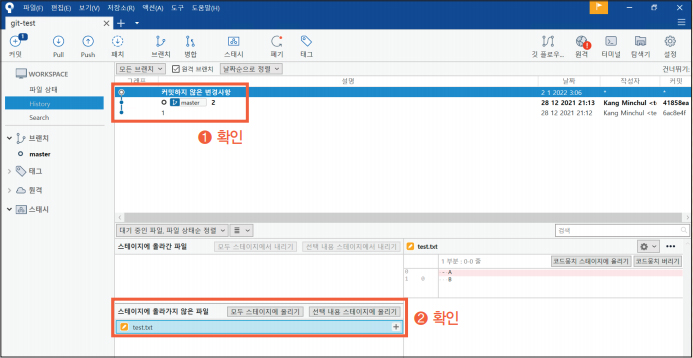 파일(F) 편집(E) 보기(V) 저장소(R) 액션(A) 도구 도움말(H)
git-test
커밋 Pull Push 패치 브랜치 병합 스태시 폐기 태그 깃 플로우... 원격 터미널 탐색기 설정
WORKSPACE
파일 상태
History
Search
브랜치
master
태그
원격
스태시
모든 브랜치 원격 브랜치 날짜순으로 정렬 건너뛰기:
그래프 설명 날짜 작성자 커밋
커밋하지 않은 변경사항 2 1 2022 3:06 * *
master 2 28 12 2021 21:13 Kang Minchul <te 41858ea
1 28 12 2021 21:12 Kang Minchul <te 6ac8e4f
1 확인
대기 중인 파일, 파일 상태순 정렬 검색
스테이지에 올라간 파일 모두 스테이지에서 내리기 선택 내용 스테이지에서 내리기
test.txt
1 부분 : 0-0 줄 코드뭉치 스테이지에 올리기 코드뭉치 버리기
0 - A
1 0 B
스테이지에 올라가지 않은 파일 모두 스테이지에 올리기 선택 내용 스테이지에 올리기
test.txt
2 확인